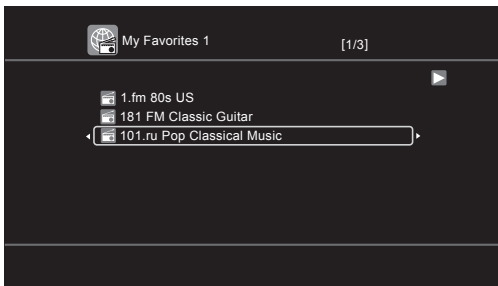 My Favorites 1 [1/3]
1.fm 80s US
181 FM Classic Guitar
101.ru Pop Classical Music